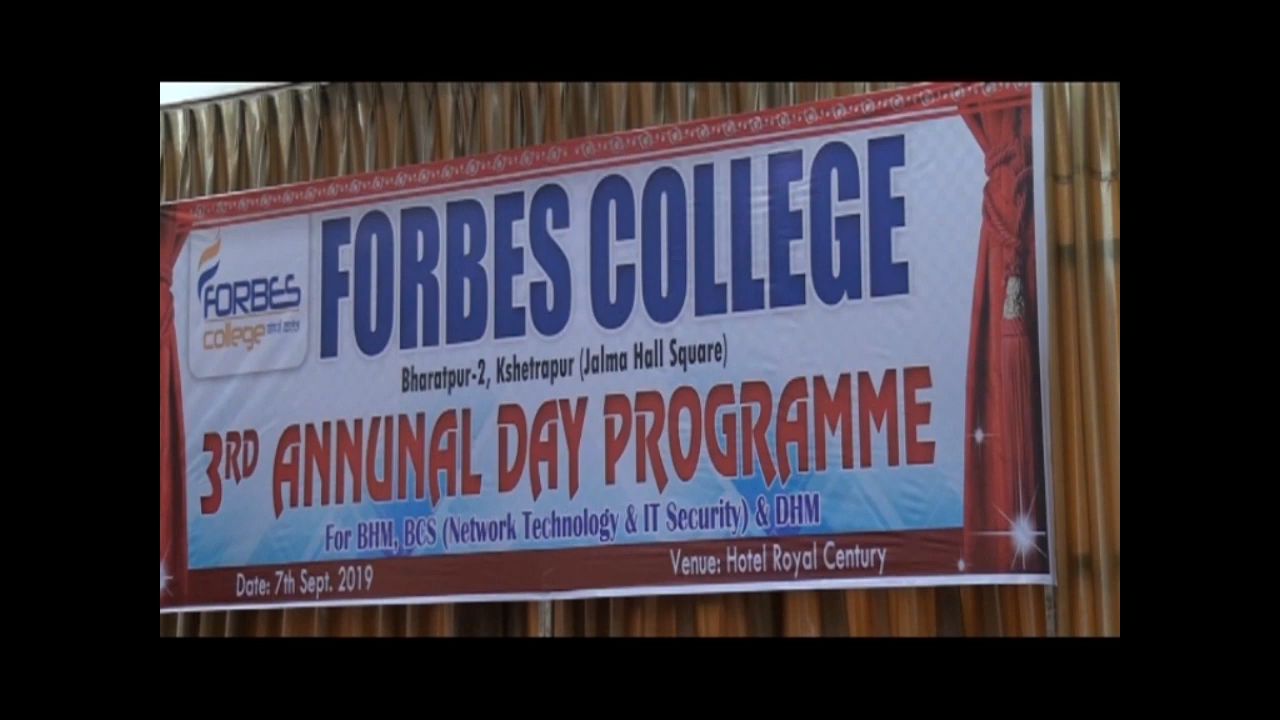 FORBES
college
FORBES COLLEGE
Bharatpur-2, Kshetrapur (Jalma Hall Square)
3RD ANNUNAL DAY PROGRAMME
For BHM, BCS (Network Technology & IT Security) & DHM
Date: 7th Sept. 2019
Venue: Hotel Royal Century